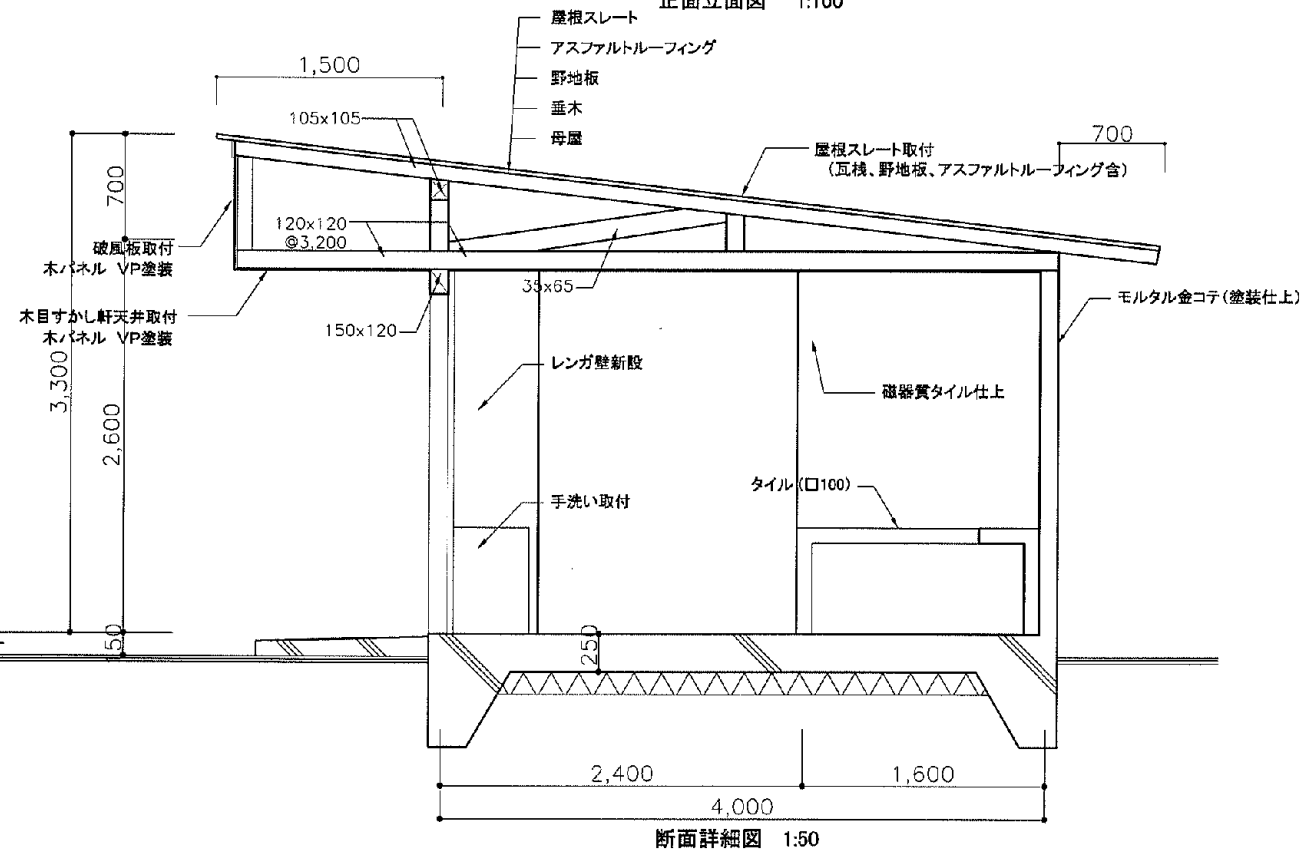 正面立面図 1:100
屋根スレート
アスファルトルーフィング
野地板
垂木
母屋
1,500
105x105
700
屋根スレート取付
(瓦桟、野地板、アスファルトルーフィング含)
700
120x120
@3,200
破風板取付
木パネル VP塗装
35x65
木目すかし軒天井取付
木パネル VP塗装
150x120
モルタル金コテ(塗装仕上)
3,300
2,600
レンガ壁新設
磁器質タイル仕上
手洗い取付
タイル(口100)
50
250
2,400
1,600
4,000
断面詳細図 1:50